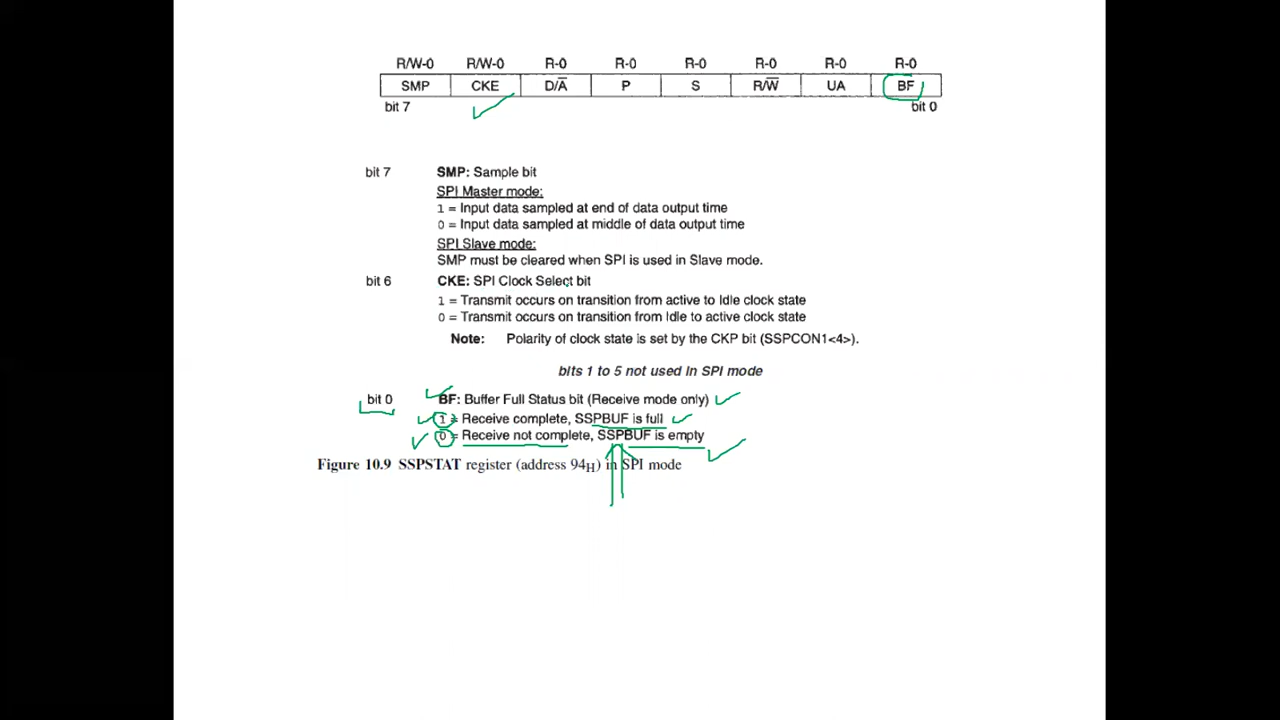 R/W-0 R/W-0 R-0 R-0 R-0 R-0 R-0 R-0
SMP CKE D/A̅ P S R/W̅ UA BF
bit 7 bit 0
bit 7 SMP: Sample bit
SPI Master mode:
1 = Input data sampled at end of data output time
0 = Input data sampled at middle of data output time
SPI Slave mode:
SMP must be cleared when SPI is used in Slave mode.
bit 6 CKE: SPI Clock Select bit
1 = Transmit occurs on transition from active to Idle clock state
0 = Transmit occurs on transition from Idle to active clock state
Note: Polarity of clock state is set by the CKP bit (SSPCON1<4>).
bits 1 to 5 not used in SPI mode
bit 0 BF: Buffer Full Status bit (Receive mode only)
1 = Receive complete, SSPBUF is full
0 = Receive not complete, SSPBUF is empty
Figure 10.9 SSPSTAT register (address 94H) in SPI mode